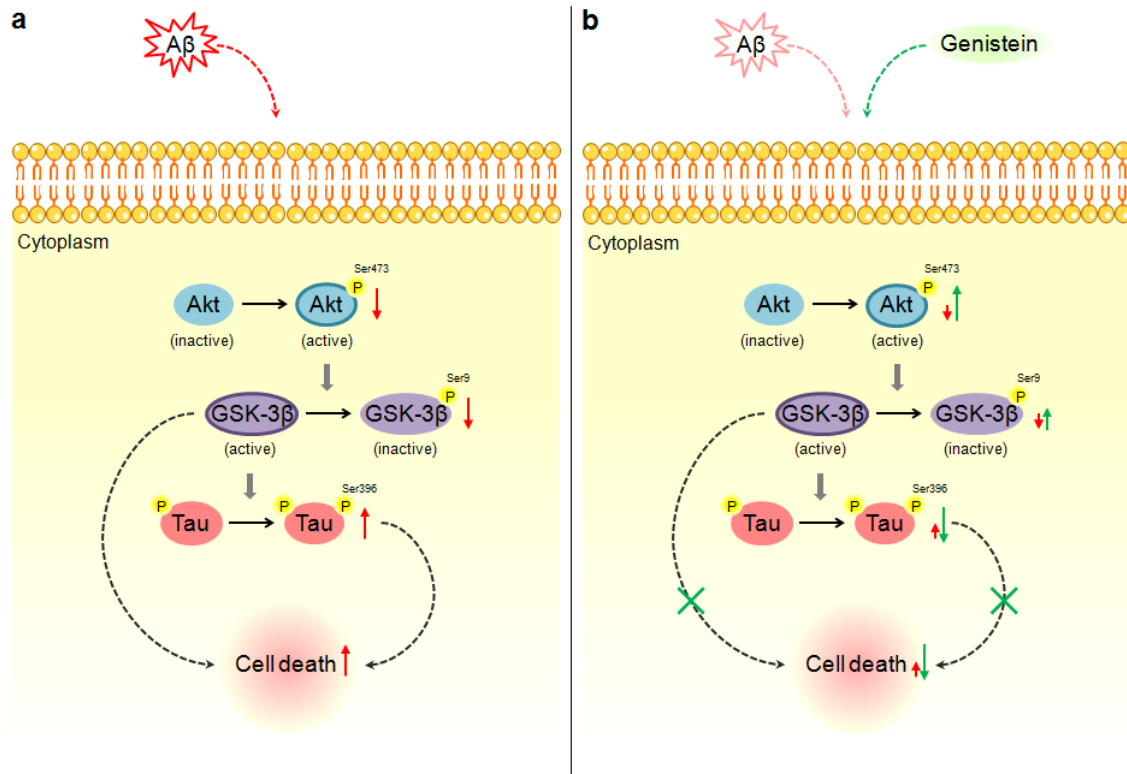 a
Aβ
Cytoplasm
Ser473
P
Akt
Akt
(inactive)
(active)
Ser9
P
GSK-3β
GSK-3β
(active)
(inactive)
Ser396
P
P
P
Tau
Tau
Cell death
b
Aβ
Genistein
Cytoplasm
Ser473
P
Akt
Akt
(inactive)
(active)
Ser9
P
GSK-3β
GSK-3β
(active)
(inactive)
Ser396
P
P
P
Tau
Tau
Cell death